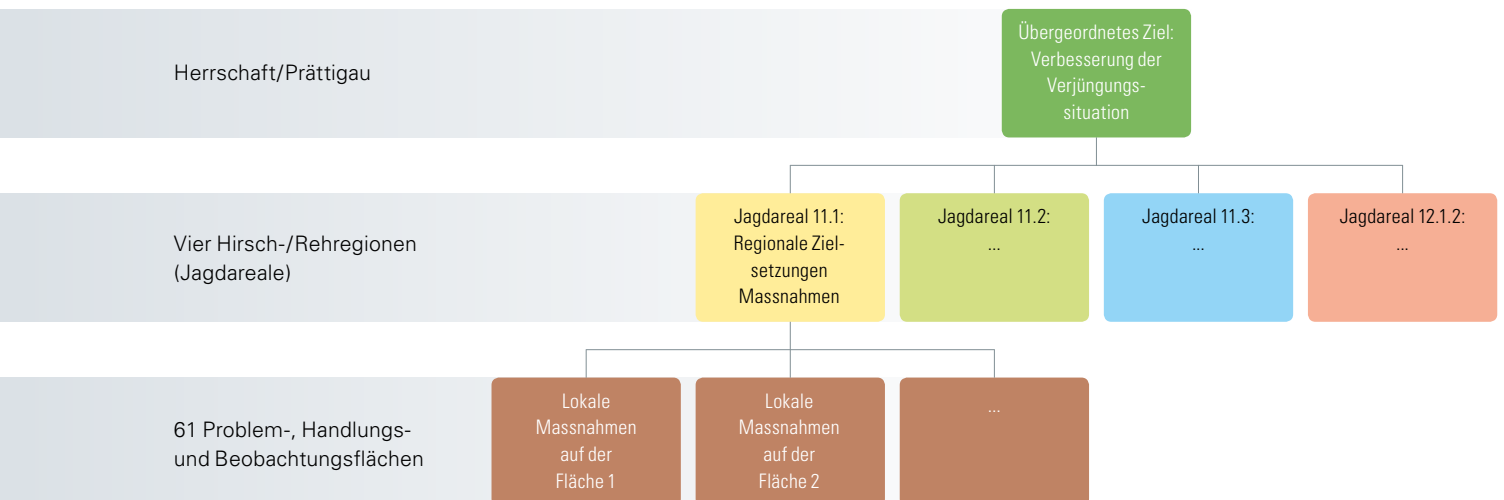 Herrschaft/Prättigau
Übergeordnetes Ziel:
Verbesserung der
Verjüngungs-
situation
Vier Hirsch-/Rehregionen
(Jagdareale)
Jagdareal 11.1:
Regionale Ziel-
setzungen
Massnahmen
Jagdareal 11.2:
...
Jagdareal 11.3:
...
Jagdareal 12.1.2:
...
61 Problem-, Handlungs-
und Beobachtungsflächen
Lokale
Massnahmen
auf der
Fläche 1
Lokale
Massnahmen
auf der
Fläche 2
...